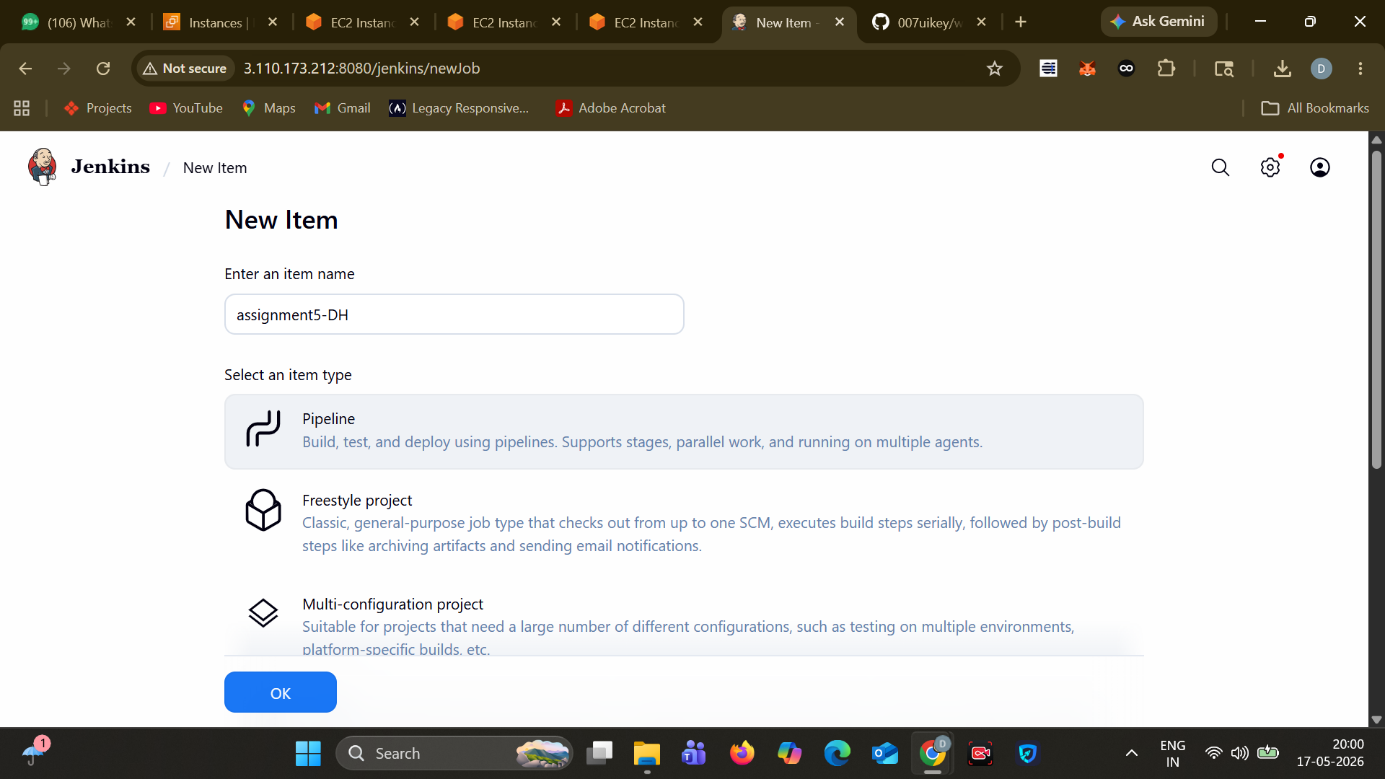 99+
(106) What
Instances |
EC2 Instanc
EC2 Instanc
EC2 Instanc
New Item -
007uikey/w
Ask Gemini
Not secure
3.110.173.212:8080/jenkins/newJob
D
Projects
YouTube
Maps
Gmail
Legacy Responsive...
Adobe Acrobat
All Bookmarks
Jenkins / New Item
New Item
Enter an item name
assignment5-DH
Select an item type
Pipeline
Build, test, and deploy using pipelines. Supports stages, parallel work, and running on multiple agents.
Freestyle project
Classic, general-purpose job type that checks out from up to one SCM, executes build steps serially, followed by post-build
steps like archiving artifacts and sending email notifications.
Multi-configuration project
Suitable for projects that need a large number of different configurations, such as testing on multiple environments,
platform-specific builds, etc.
OK
1
Search
D
ENG
IN
20:00
17-05-2026